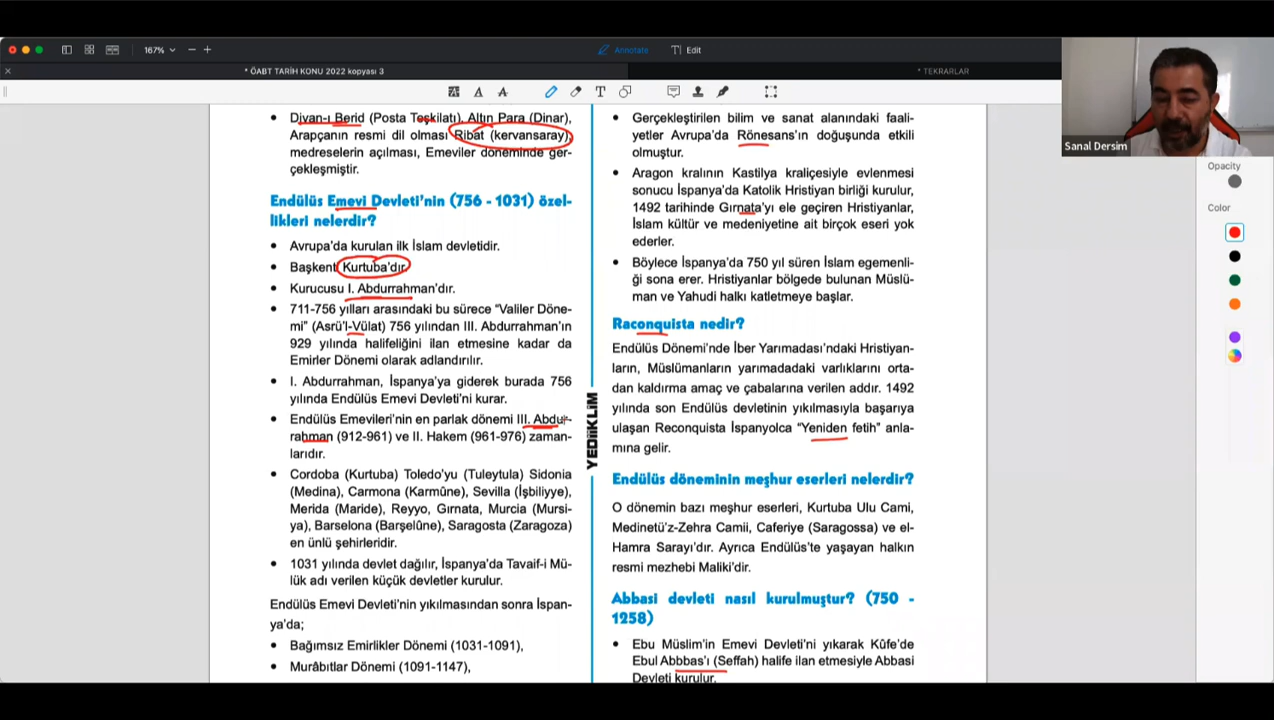 167%
Annotate
Edit
* ÖABT TARİH KONU 2022 kopyası 3
* TEKRARLAR
Sanal Dersim
Opacity
Color
• Divan-ı Berid (Posta Teşkilatı), Altın Para (Dinar),
Arapçanın resmi dil olması Ribat (kervansaray),
medreselerin açılması, Emeviler döneminde ger-
çekleşmiştir.
Endülüs Emevi Devleti'nin (756 - 1031) özel-
likleri nelerdir?
• Avrupa'da kurulan ilk İslam devletidir.
• Başkent Kurtuba'dır.
• Kurucusu I. Abdurrahman'dır.
• 711-756 yılları arasındaki bu sürece "Valiler Döne-
mi" (Asrü'l-Vülat) 756 yılından III. Abdurrahman'ın
929 yılında halifeliğini ilan etmesine kadar da
Emirler Dönemi olarak adlandırılır.
• I. Abdurrahman, İspanya'ya giderek burada 756
yılında Endülüs Emevi Devleti'ni kurar.
• Endülüs Emevileri'nin en parlak dönemi III. Abdur-
rahman (912-961) ve II. Hakem (961-976) zaman-
larıdır.
• Cordoba (Kurtuba) Toledo'yu (Tuleytula) Sidonia
(Medina), Carmona (Karmûne), Sevilla (İşbiliyye),
Merida (Maride), Reyyo, Gırnata, Murcia (Mursi-
ya), Barselona (Barşelûne), Saragosta (Zaragoza)
en ünlü şehirleridir.
• 1031 yılında devlet dağılır, İspanya'da Tavaif-i Mü-
lük adı verilen küçük devletler kurulur.
Endülüs Emevi Devleti'nin yıkılmasından sonra İspan-
ya'da;
• Bağımsız Emirlikler Dönemi (1031-1091),
• Murâbıtlar Dönemi (1091-1147),
YEDİİKLİM
• Gerçekleştirilen bilim ve sanat alanındaki faali-
yetler Avrupa'da Rönesans'ın doğuşunda etkili
olmuştur.
• Aragon kralının Kastilya kraliçesiyle evlenmesi
sonucu İspanya'da Katolik Hristiyan birliği kurulur,
1492 tarihinde Gırnata'yı ele geçiren Hristiyanlar,
İslam kültür ve medeniyetine ait birçok eseri yok
ederler.
• Böylece İspanya'da 750 yıl süren İslam egemenli-
ği sona erer. Hristiyanlar bölgede bulunan Müslü-
man ve Yahudi halkı katletmeye başlar.
Raconquista nedir?
Endülüs Dönemi'nde İber Yarımadası'ndaki Hristiyan-
ların, Müslümanların yarımadadaki varlıklarını orta-
dan kaldırma amaç ve çabalarına verilen addır. 1492
yılında son Endülüs devletinin yıkılmasıyla başarıya
ulaşan Reconquista İspanyolca "Yeniden fetih" anla-
mına gelir.
Endülüs döneminin meşhur eserleri nelerdir?
O dönemin bazı meşhur eserleri, Kurtuba Ulu Cami,
Medinetü'z-Zehra Camii, Caferiye (Saragossa) ve el-
Hamra Sarayı'dır. Ayrıca Endülüs'te yaşayan halkın
resmi mezhebi Maliki'dir.
Abbasi devleti nasıl kurulmuştur? (750 -
1258)
• Ebu Müslim'in Emevi Devleti'ni yıkarak Kûfe'de
Ebul Abbbas'ı (Seffah) halife ilan etmesiyle Abbasi
Devleti kurulur.